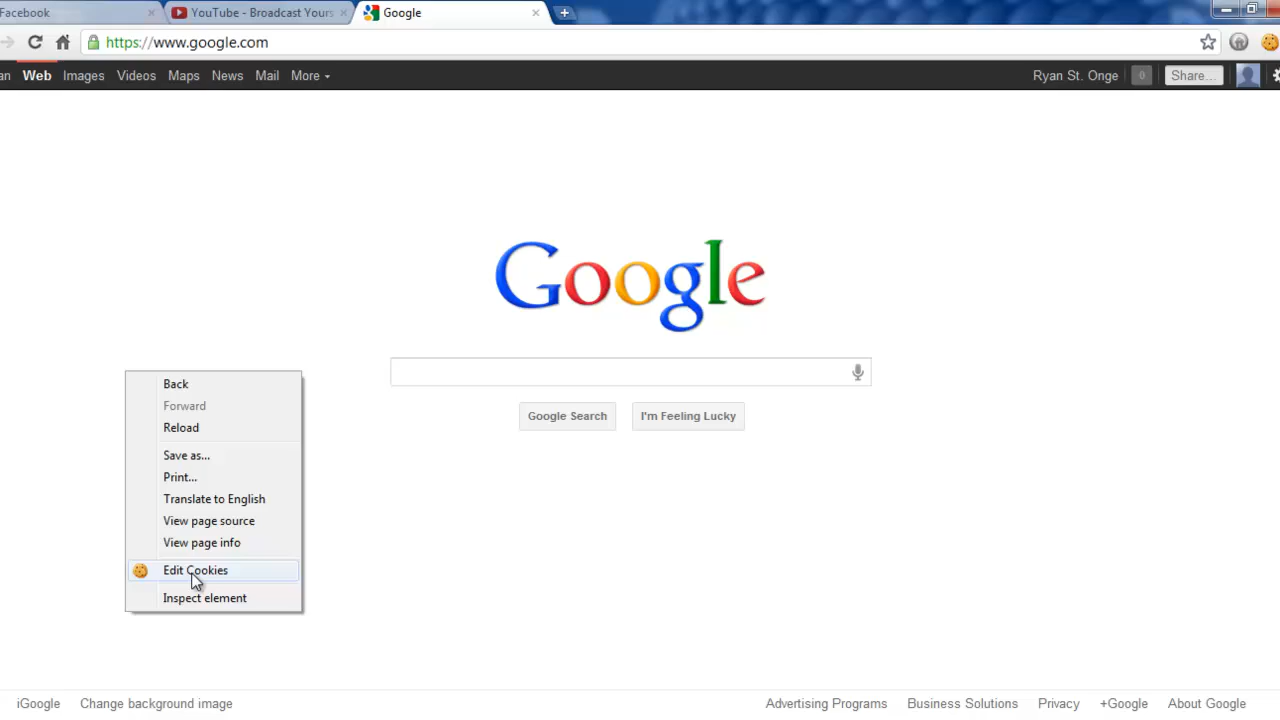 Facebook
YouTube - Broadcast Yours
Google
https://www.google.com
an Web Images Videos Maps News Mail More
Ryan St. Onge 0 Share...
Google
Google Search I'm Feeling Lucky
Back
Forward
Reload
Save as...
Print...
Translate to English
View page source
View page info
Edit Cookies
Inspect element
iGoogle Change background image
Advertising Programs Business Solutions Privacy +Google About Google